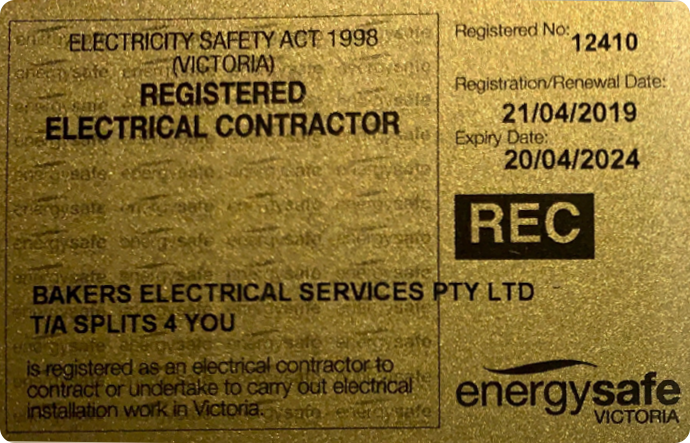 ELECTRICITY SAFETY ACT 1998
(VICTORIA)
REGISTERED
ELECTRICAL CONTRACTOR
Registered No: 12410
Registration/Renewal Date:
21/04/2019
Expiry Date:
20/04/2024
REC
BAKERS ELECTRICAL SERVICES PTY LTD
T/A SPLITS 4 YOU
is registered as an electrical contractor to
contract or undertake to carry out electrical
installation work in Victoria.
energysafe
VICTORIA